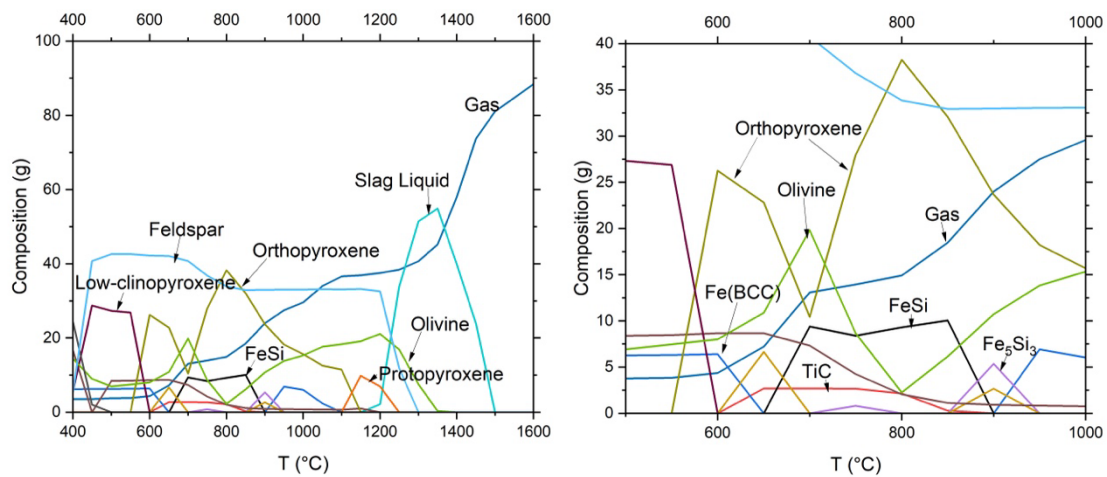 400 600 800 1000 1200 1400 1600
100
80
60
40
20
0
Composition (g)
Gas
Slag Liquid
Feldspar
Orthopyroxene
Low-clinopyroxene
Olivine
FeSi
Protopyroxene
400 600 800 1000 1200 1400 1600
T (°C)
600 800 1000
40
35
30
25
20
15
10
5
0
Composition (g)
Orthopyroxene
Olivine
Gas
Fe(BCC)
FeSi
Fe₅Si₃
TiC
600 800 1000
T (°C)